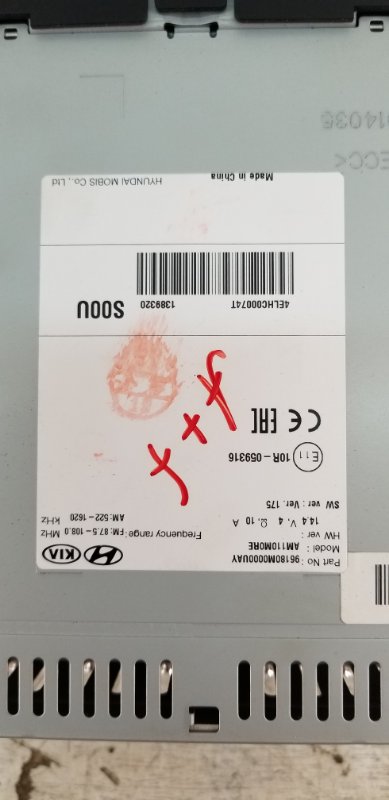 Part No : 96180M0000UAY
Model : AM110MORE
HW ver :
14.4 V, 4 Ω, 10 A
SW ver : Ver. 175
KIA
Frequency range: FM: 87.5 - 108.0 MHz
AM: 522-1620 kHz
E11 10R-059316
CE EAC
4ELHC00074T 1389320
S00U
Made in China
HYUNDAI MOBIS Co., Ltd